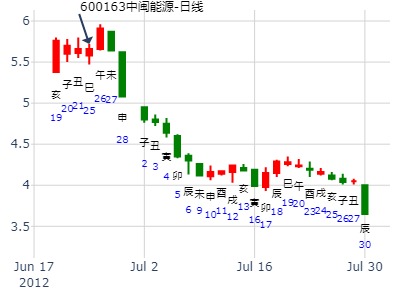 600163中闽能源-日线
6
5.5
5
4.5
4
3.5
亥 子 丑 巳 午 未 申 子 丑 寅 卯 辰 未 申 酉 戌 亥 寅 卯 辰 巳 午 酉 戌 亥 子 丑 辰
19 20 21 25 26 27 28 2 3 4 5 6 9 10 11 12 13 16 17 18 19 20 23 24 25 26 27 30
Jun 17 Jul 2 Jul 16 Jul 30
2012